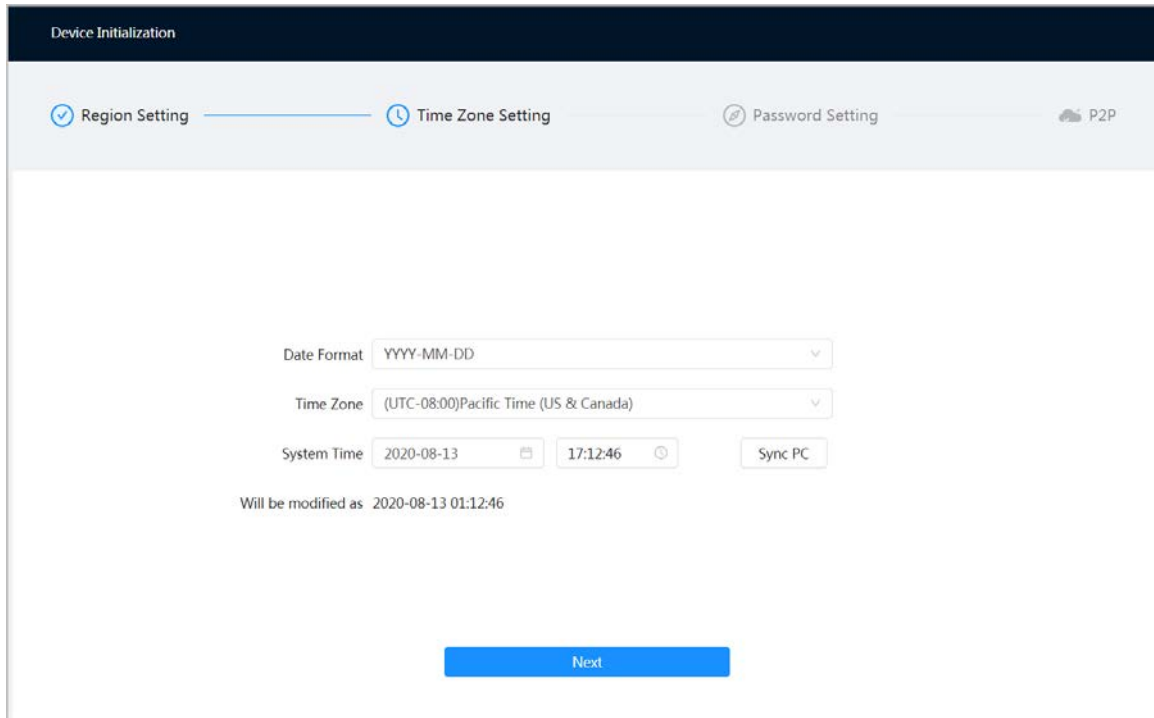 Device Initialization
Region Setting Time Zone Setting Password Setting P2P
Date Format YYYY-MM-DD
Time Zone (UTC-08:00)Pacific Time (US & Canada)
System Time 2020-08-13 17:12:46 Sync PC
Will be modified as 2020-08-13 01:12:46
Next